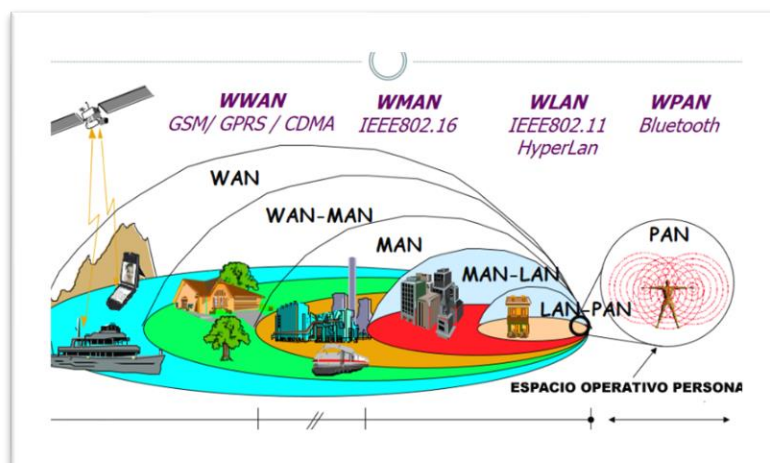 WWAN
GSM/ GPRS / CDMA
WMAN
IEEE802.16
WLAN
IEEE802.11
HyperLan
WPAN
Bluetooth
WAN
WAN-MAN
MAN
MAN-LAN
LAN-PAN
PAN
ESPACIO OPERATIVO PERSONA